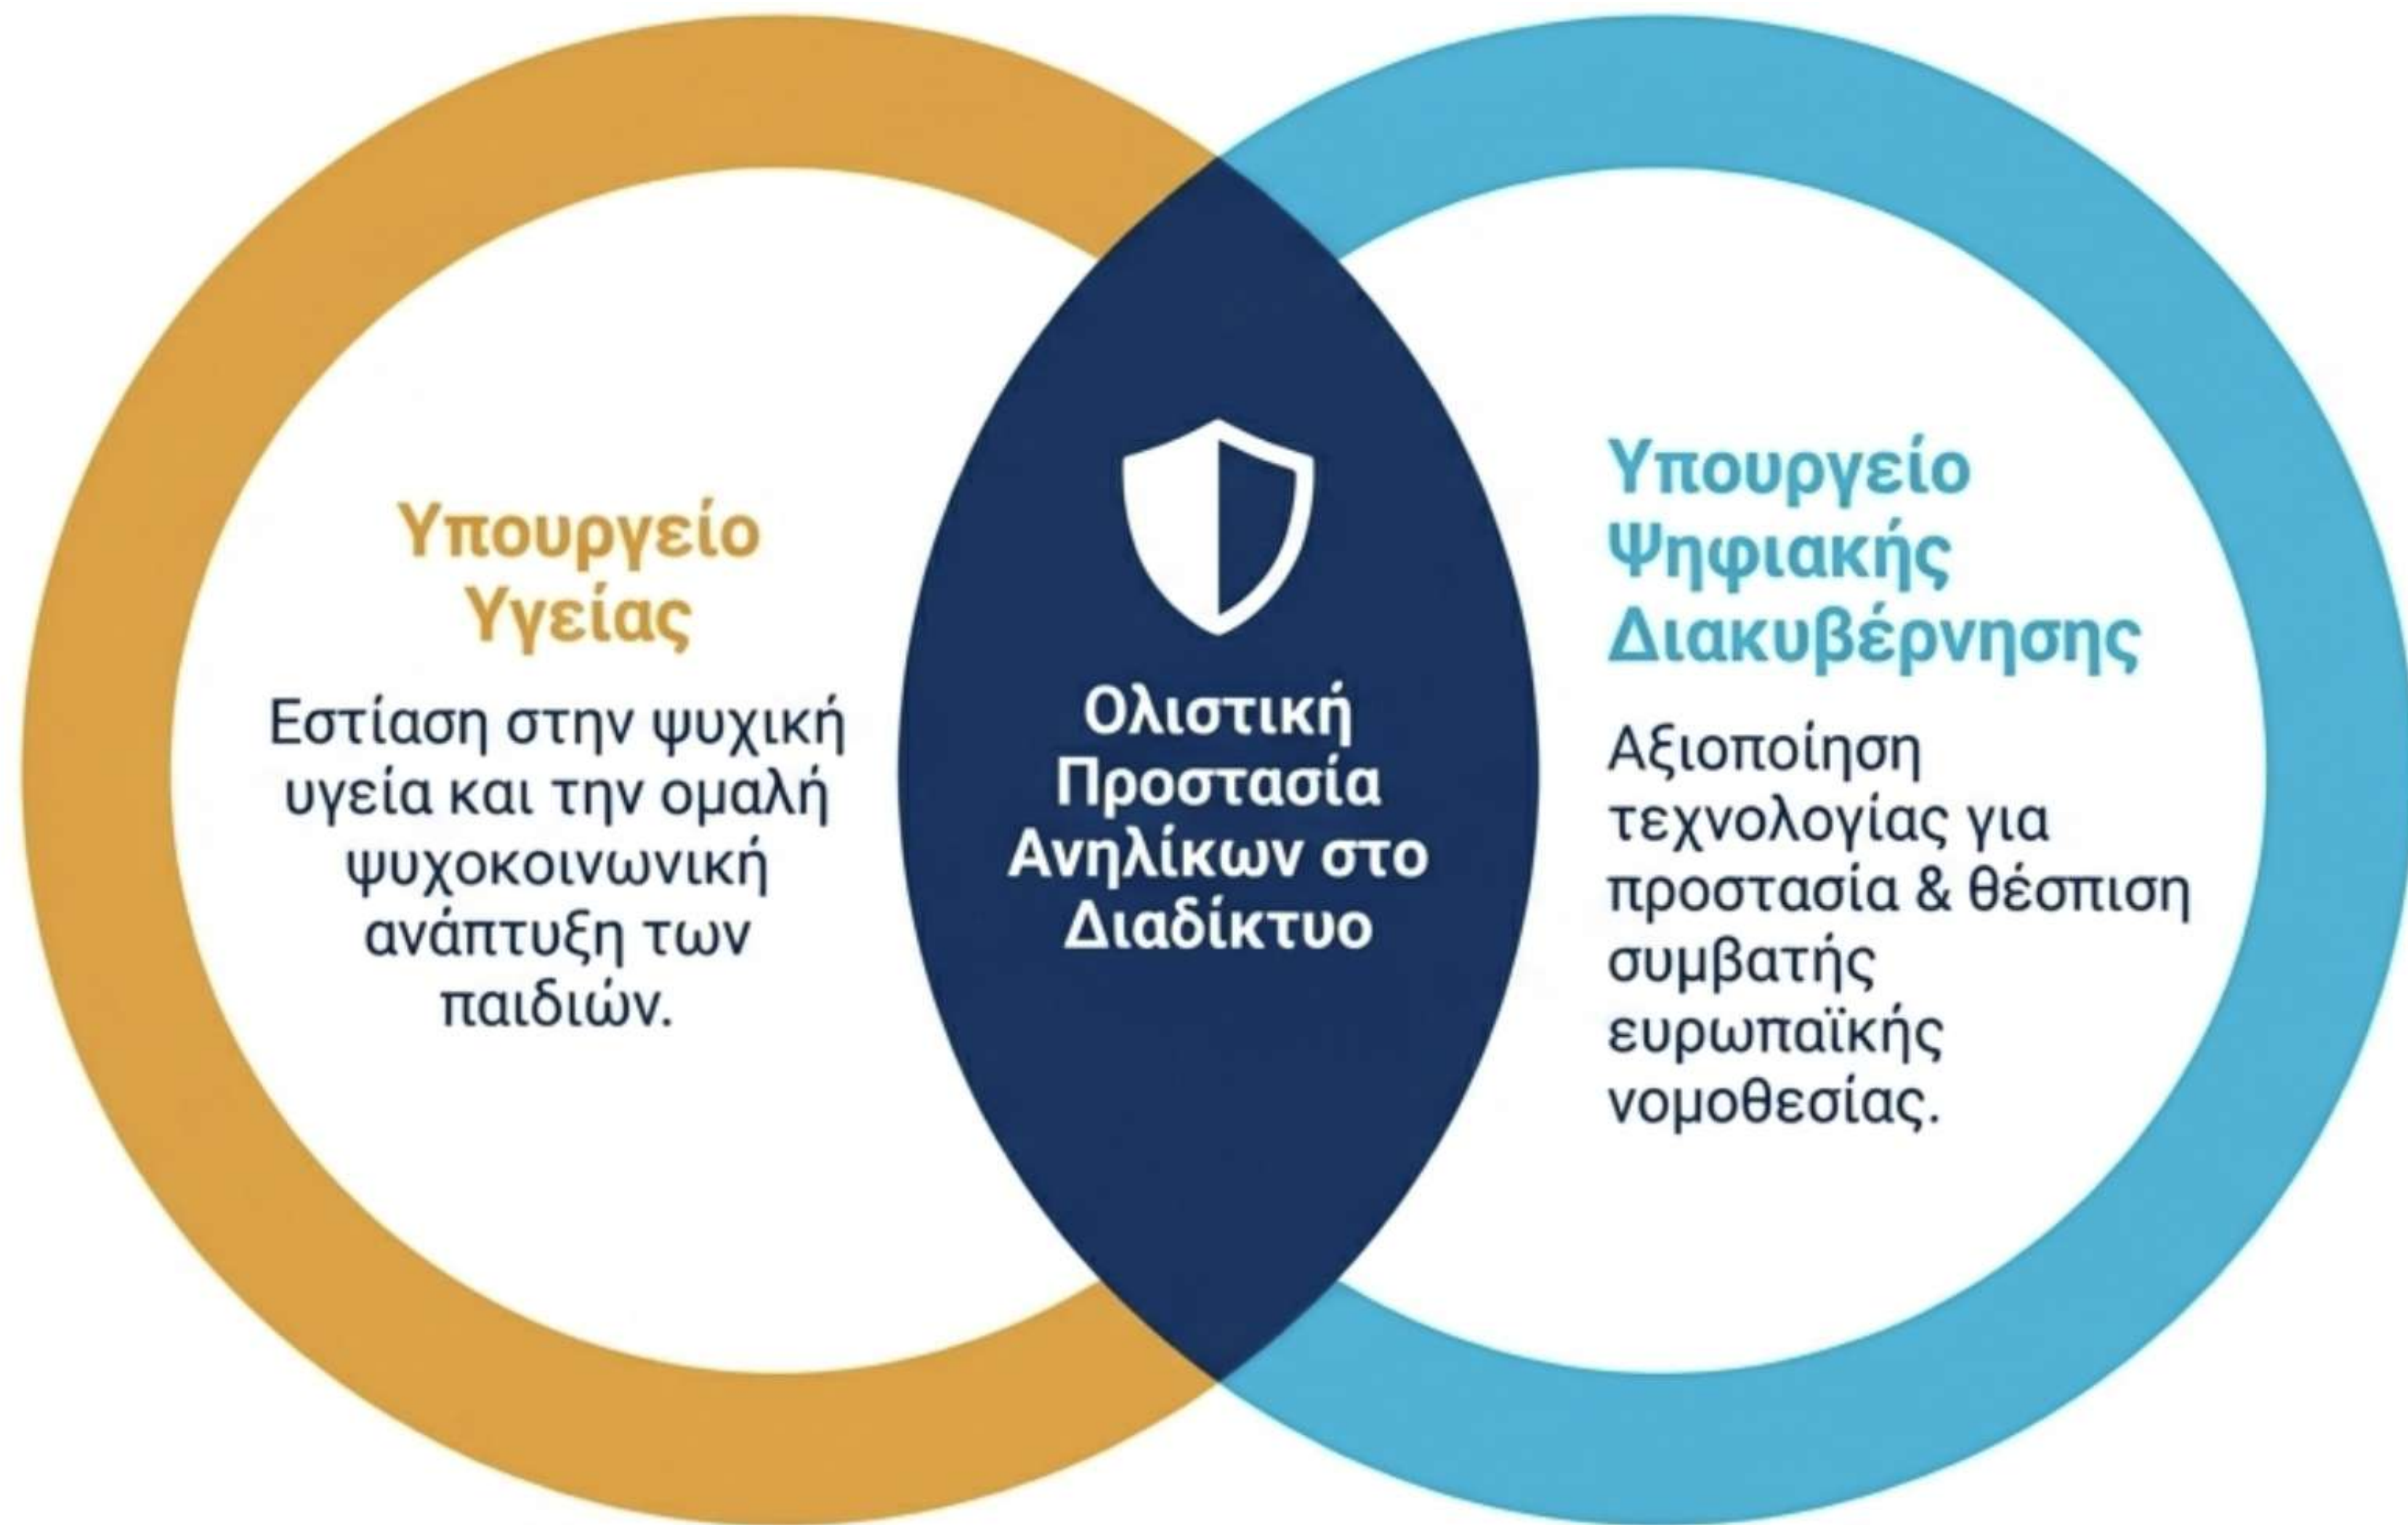 Υπουργείο
Υγείας
Εστίαση στην ψυχική
υγεία και την ομαλή
ψυχοκοινωνική
ανάπτυξη των
παιδιών.
Ολιστική
Προστασία
Ανηλίκων στο
Διαδίκτυο
Υπουργείο
Ψηφιακής
Διακυβέρνησης
Αξιοποίηση
τεχνολογίας για
προστασία & θέσπιση
συμβατής
ευρωπαϊκής
νομοθεσίας.